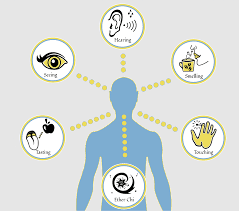 Hearing
Seeing
Smelling
Tasting
Touching
Ether Chi